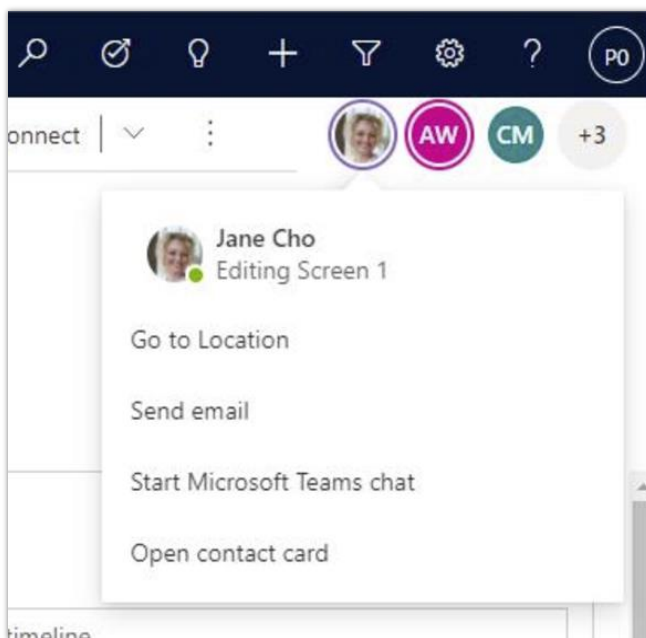 ? P0
onnect AW CM +3
Jane Cho
Editing Screen 1
Go to Location
Send email
Start Microsoft Teams chat
Open contact card
timeline